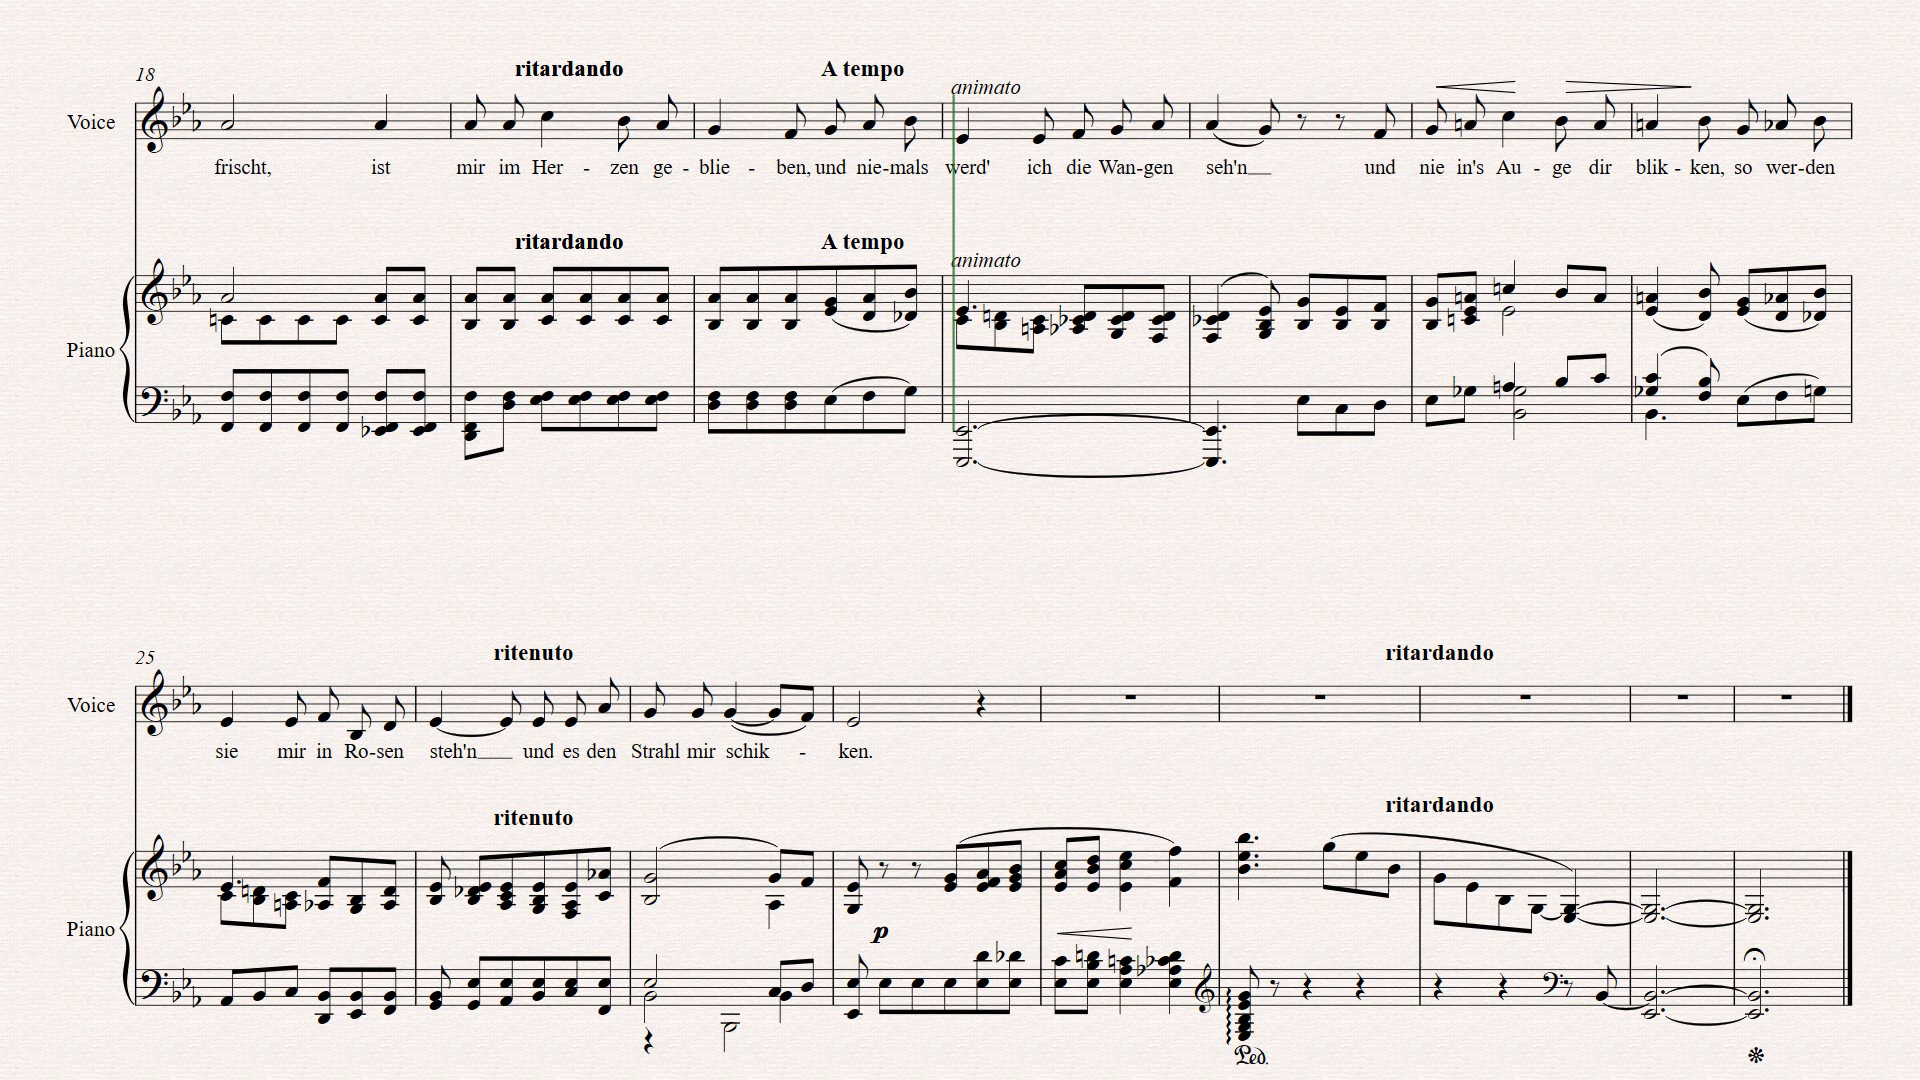 18
ritardando A tempo
animato
Voice
frischt, ist mir im Her - zen ge - blie - ben, und nie-mals werd' ich die Wan-gen seh'n und nie in's Au - ge dir blik - ken, so wer-den
ritardando A tempo
animato
Piano
25
ritenuto ritardando
Voice
sie mir in Ro-sen steh'n und es den Strahl mir schik - ken.
ritenuto ritardando
Piano
p
Ped.